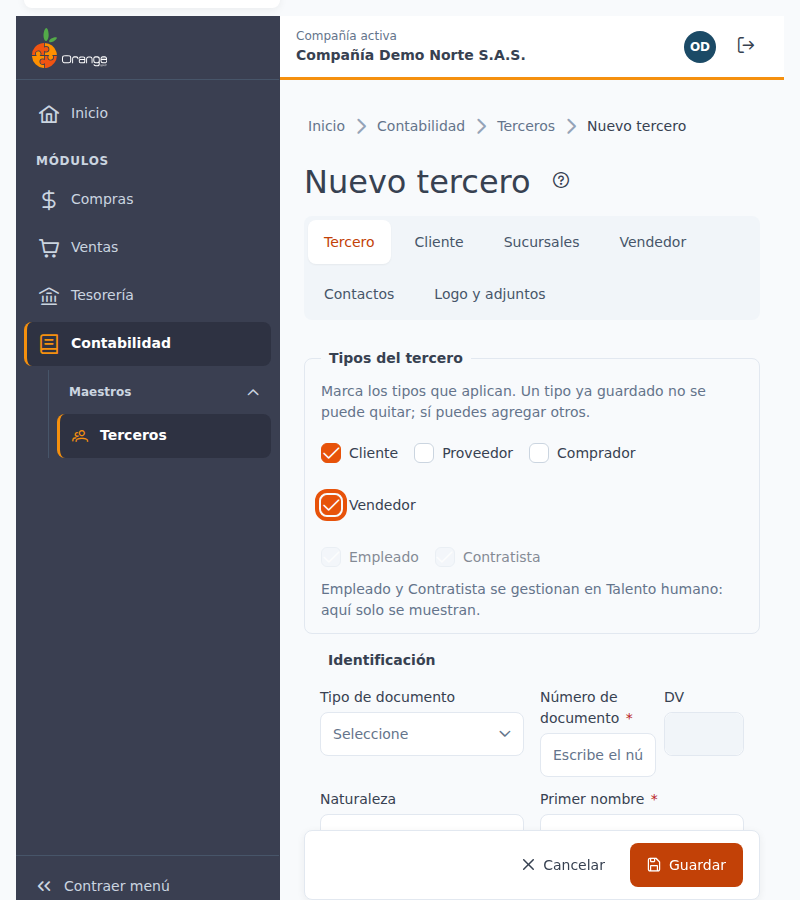 Orange
Compañía activa
Compañía Demo Norte S.A.S.
OD
Inicio
MÓDULOS
Compras
Ventas
Tesorería
Contabilidad
Maestros
Terceros
Contraer menú
Inicio Contabilidad Terceros Nuevo tercero
Nuevo tercero
Tercero Cliente Sucursales Vendedor
Contactos Logo y adjuntos
Tipos del tercero
Marca los tipos que aplican. Un tipo ya guardado no se
puede quitar; sí puedes agregar otros.
Cliente Proveedor Comprador
Vendedor
Empleado Contratista
Empleado y Contratista se gestionan en Talento humano:
aquí solo se muestran.
Identificación
Tipo de documento
Seleccione
Número de
documento *
Escribe el nú
DV
Naturaleza
Primer nombre *
Cancelar Guardar